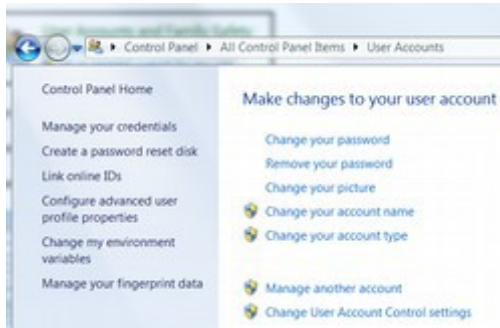 Control Panel ▸ All Control Panel Items ▸ User Accounts
Control Panel Home
Manage your credentials
Create a password reset disk
Link online IDs
Configure advanced user
profile properties
Change my environment
variables
Manage your fingerprint data
Make changes to your user account
Change your password
Remove your password
Change your picture
Change your account name
Change your account type
Manage another account
Change User Account Control settings